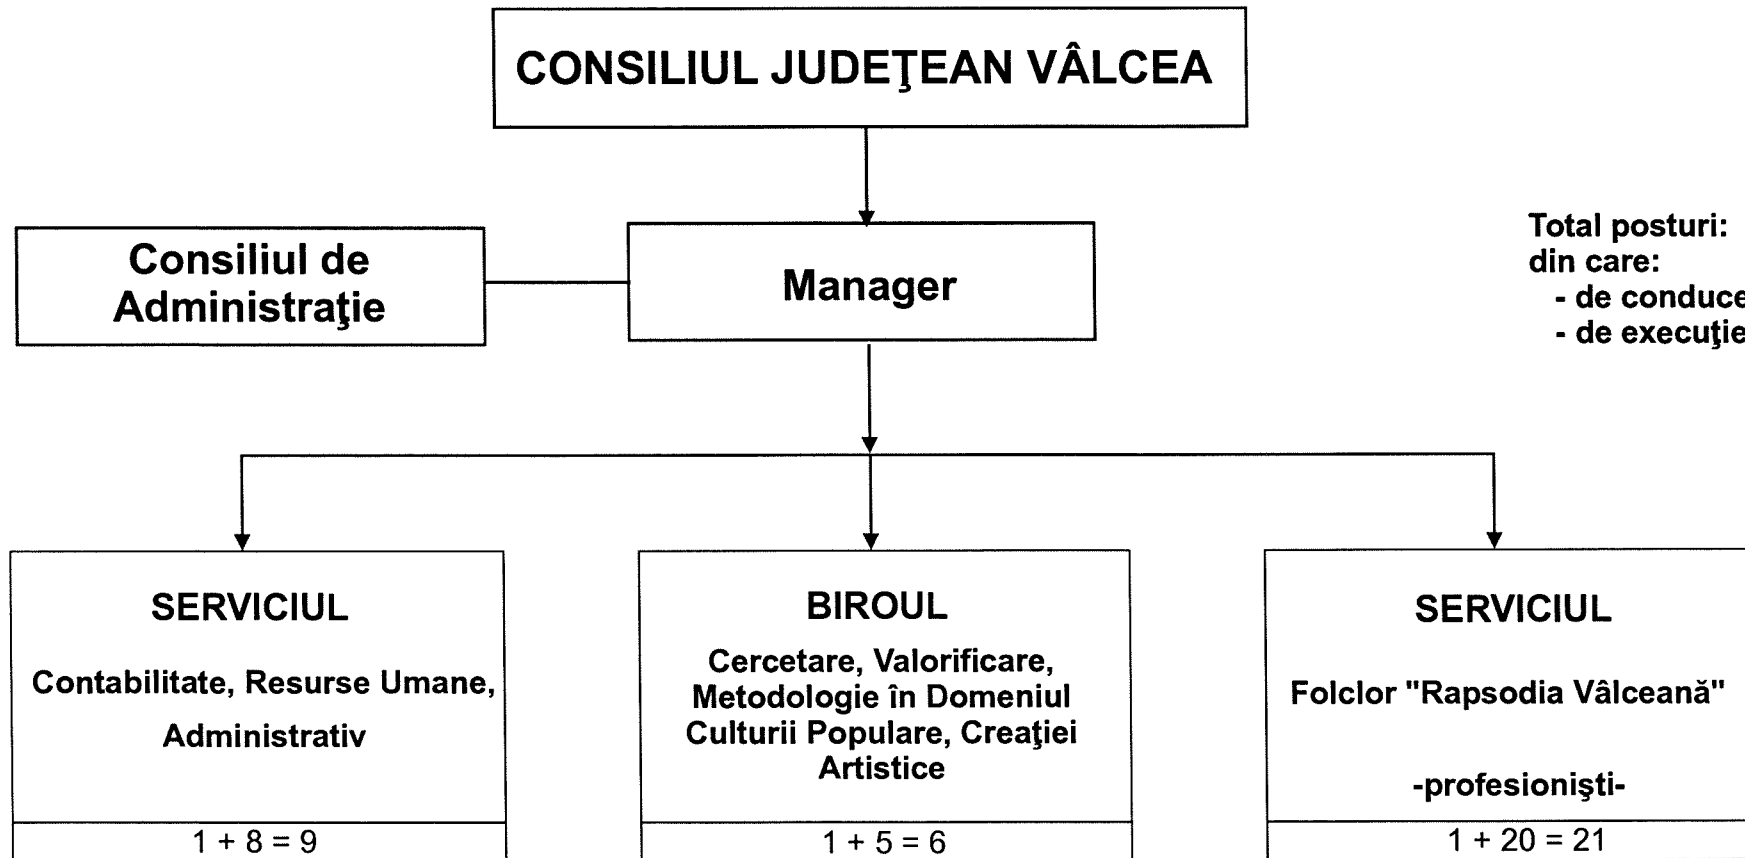 CONSILIUL JUDEŢEAN VÂLCEA
Consiliul de
Administraţie
Manager
Total posturi:
din care:
- de conduce
- de execuţie
SERVICIUL
Contabilitate, Resurse Umane,
Administrativ
1 + 8 = 9
BIROUL
Cercetare, Valorificare,
Metodologie în Domeniul
Culturii Populare, Creaţiei
Artistice
1 + 5 = 6
SERVICIUL
Folclor "Rapsodia Vâlceană"
-profesionişti-
1 + 20 = 21